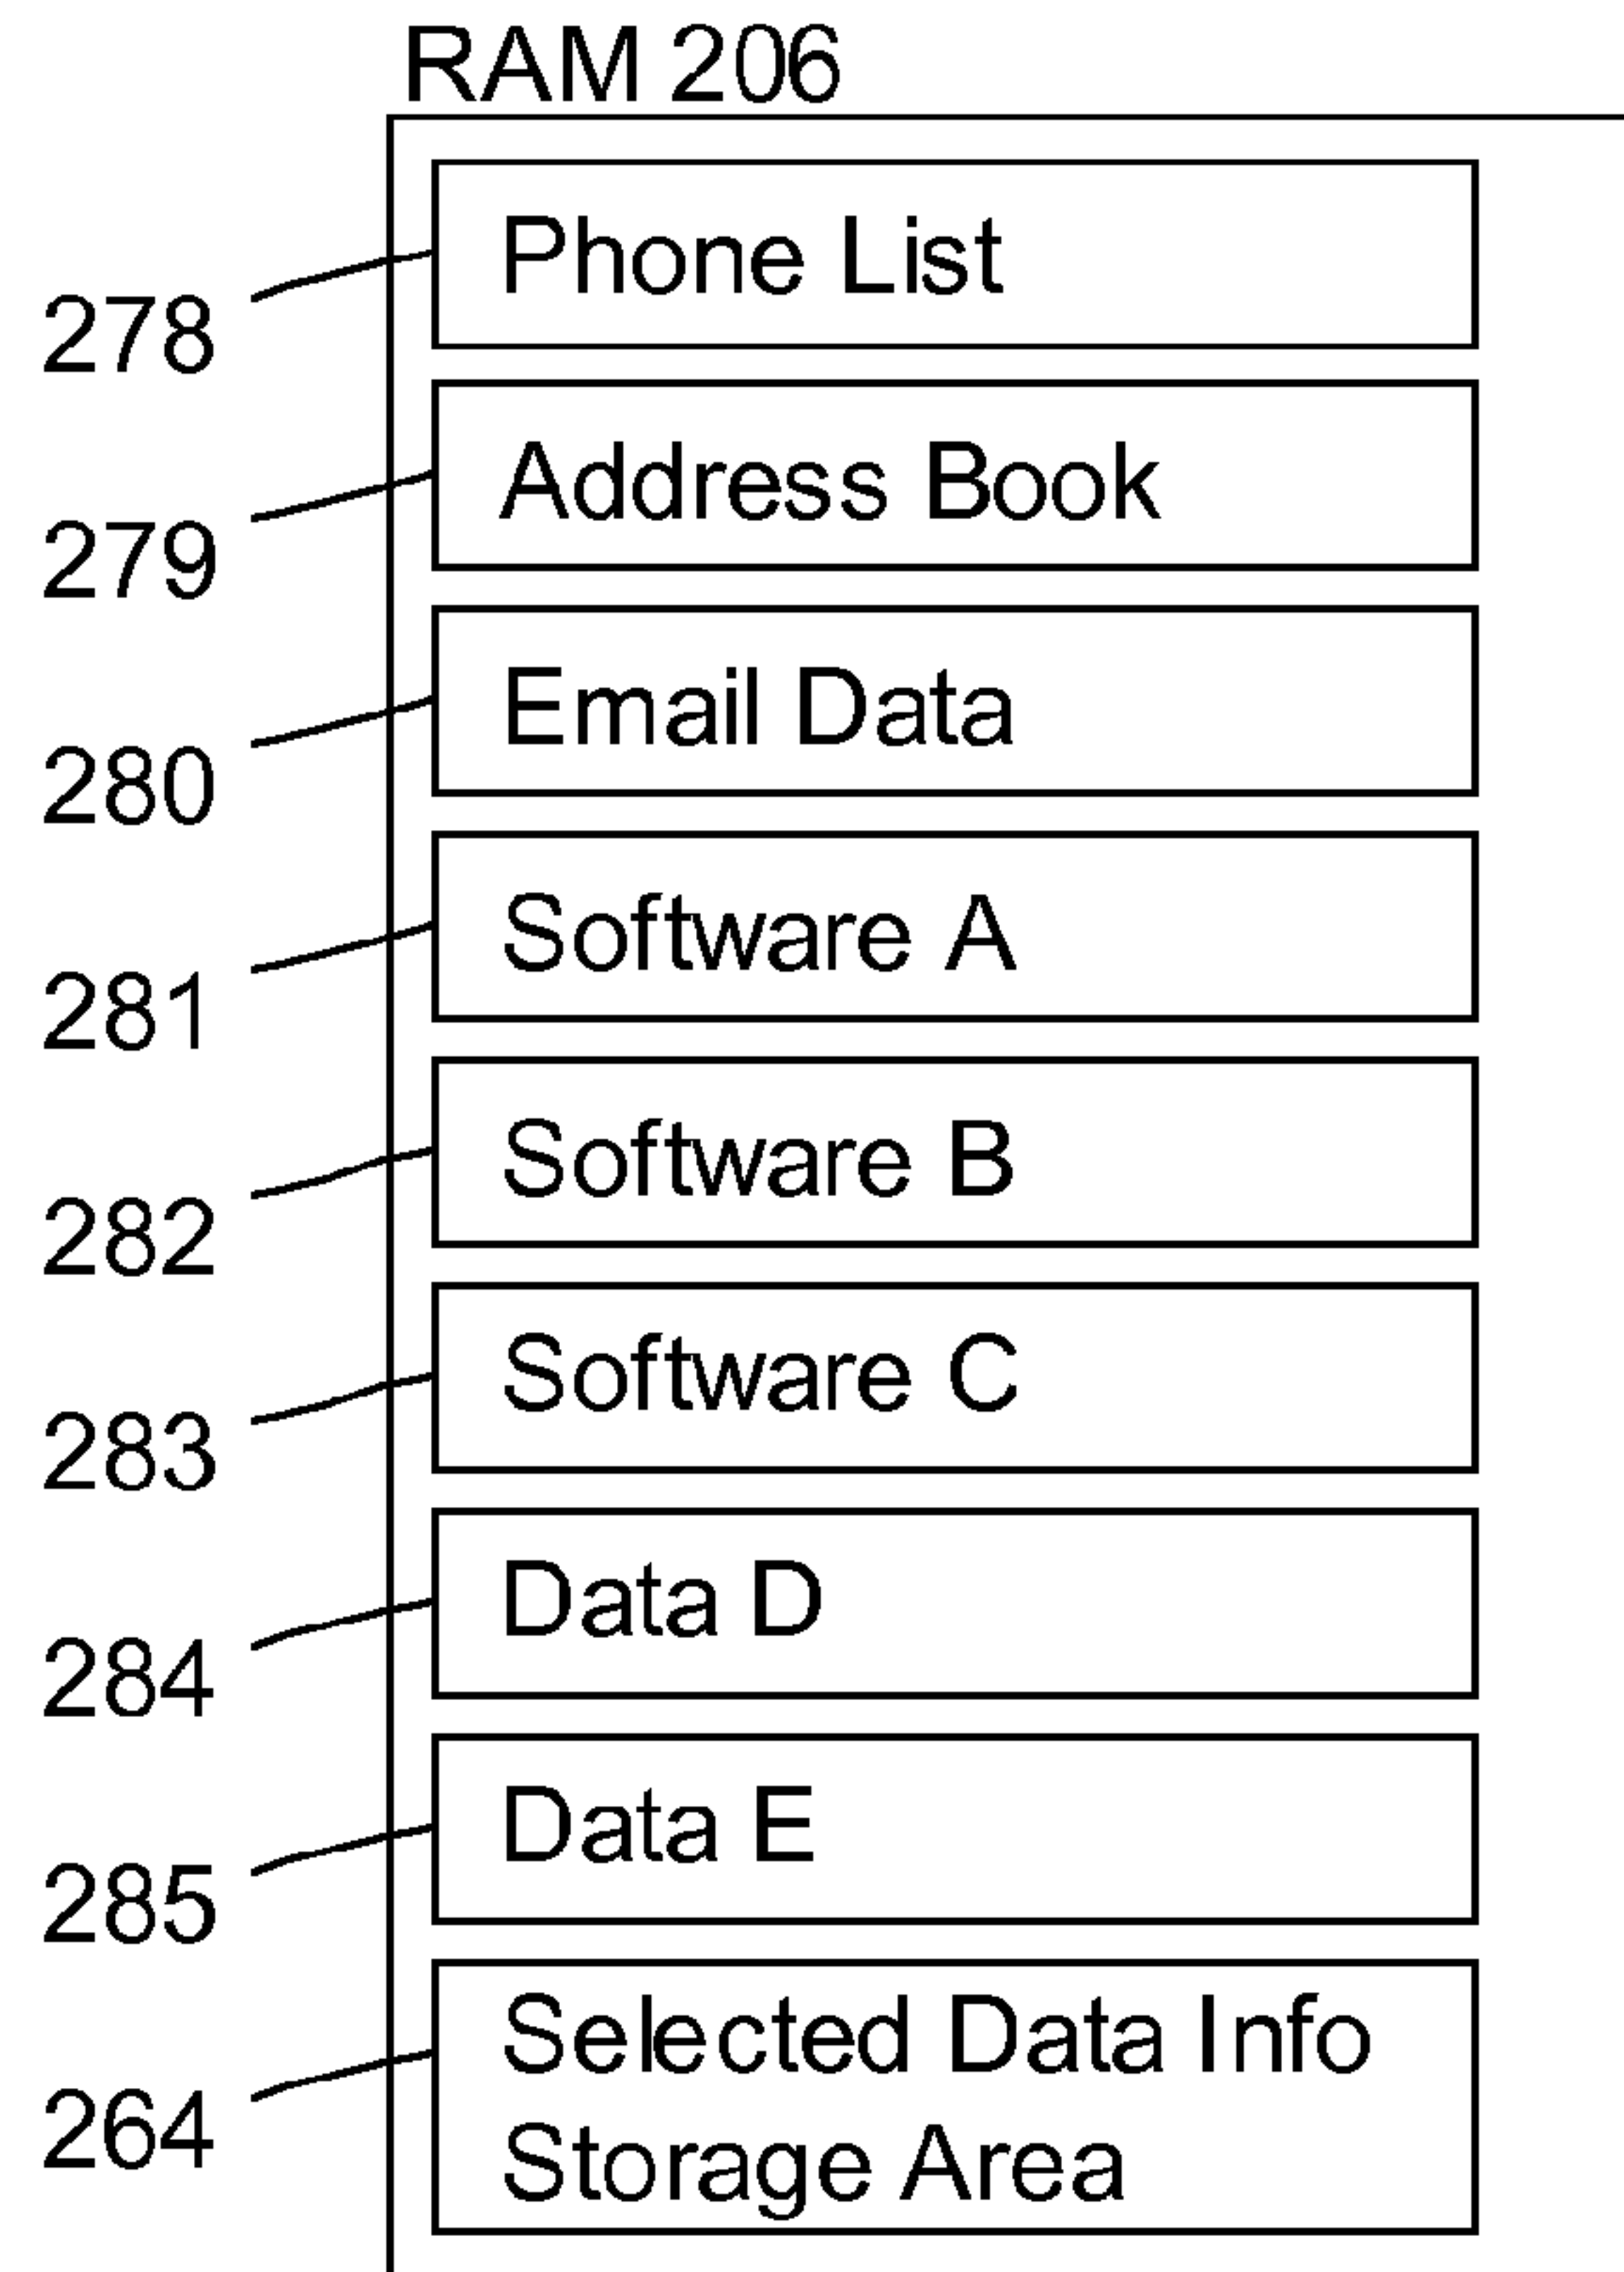 RAM 206
278 Phone List
279 Address Book
280 Email Data
281 Software A
282 Software B
283 Software C
284 Data D
285 Data E
264 Selected Data Info
Storage Area